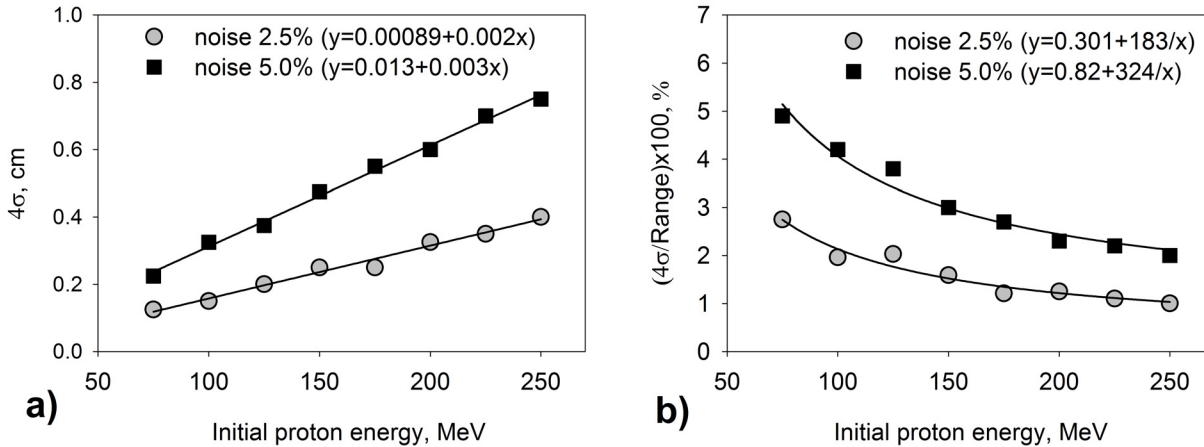 noise 2.5% (y=0.00089+0.002x)
noise 5.0% (y=0.013+0.003x)
4σ, cm
1.0
0.8
0.6
0.4
0.2
0.0
50 100 150 200 250
Initial proton energy, MeV
a)
noise 2.5% (y=0.301+183/x)
noise 5.0% (y=0.82+324/x)
(4σ/Range)x100, %
7
6
5
4
3
2
1
0
50 100 150 200 250
Initial proton energy, MeV
b)